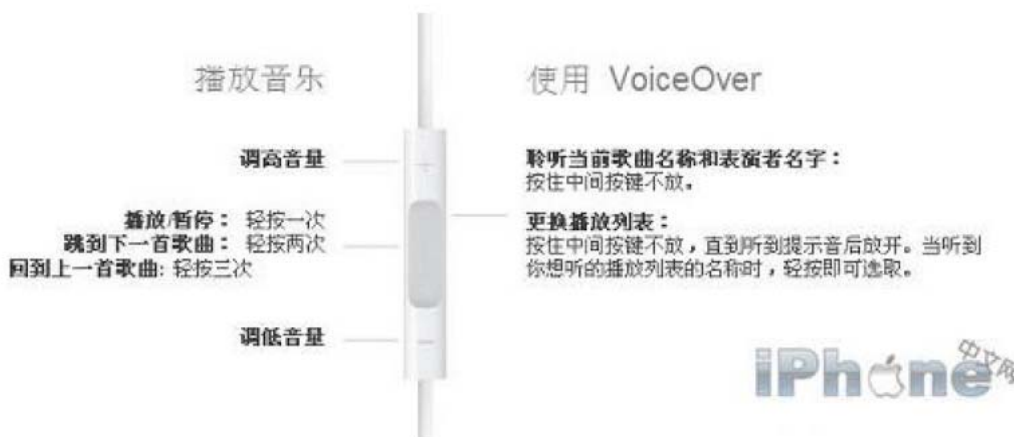 播放音乐
调高音量
播放/暂停：轻按一次
跳到下一首歌曲：轻按两次
回到上一首歌曲:轻按三次
调低音量
使用 VoiceOver
聆听当前歌曲名称和表演者名字：
按住中间按键不放。
更换播放列表：
按住中间按键不放，直到听到提示音后放开。当听到
你想听的播放列表的名称时，轻按即可选取。
iPhone中文网